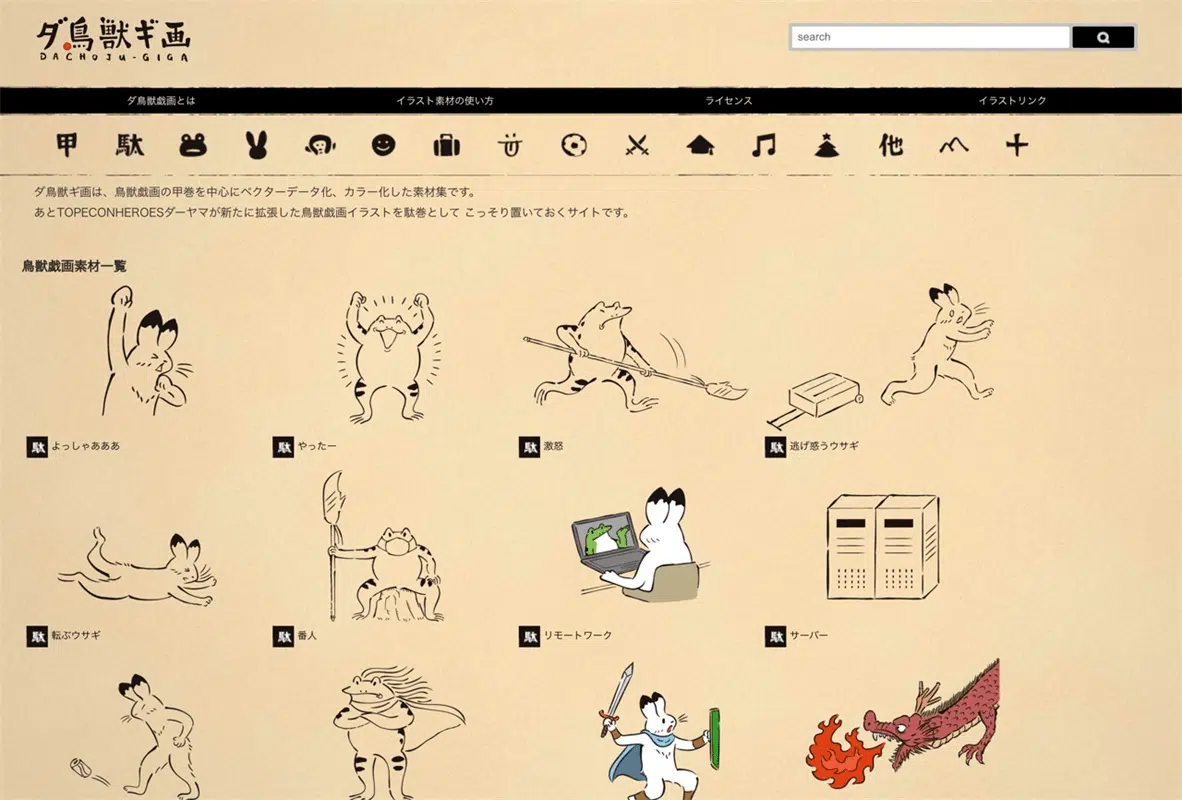 ダ鳥獣ギ画
DACHOJU-GIGA
search
ダ鳥獣戯画とは
イラスト素材の使い方
ライセンス
イラストリンク
甲 駄 他
ダ鳥獣ギ画は、鳥獣戯画の甲巻を中心にベクターデータ化、カラー化した素材集です。
あとTOPECONHEROESダーヤマが新たに拡張した鳥獣戯画イラストを駄巻として こっそり置いておくサイトです。
鳥獣戯画素材一覧
駄 よっしゃあああ
駄 やったー
駄 激怒
駄 逃げ惑うウサギ
駄 転ぶウサギ
駄 番人
駄 リモートワーク
駄 サーバー